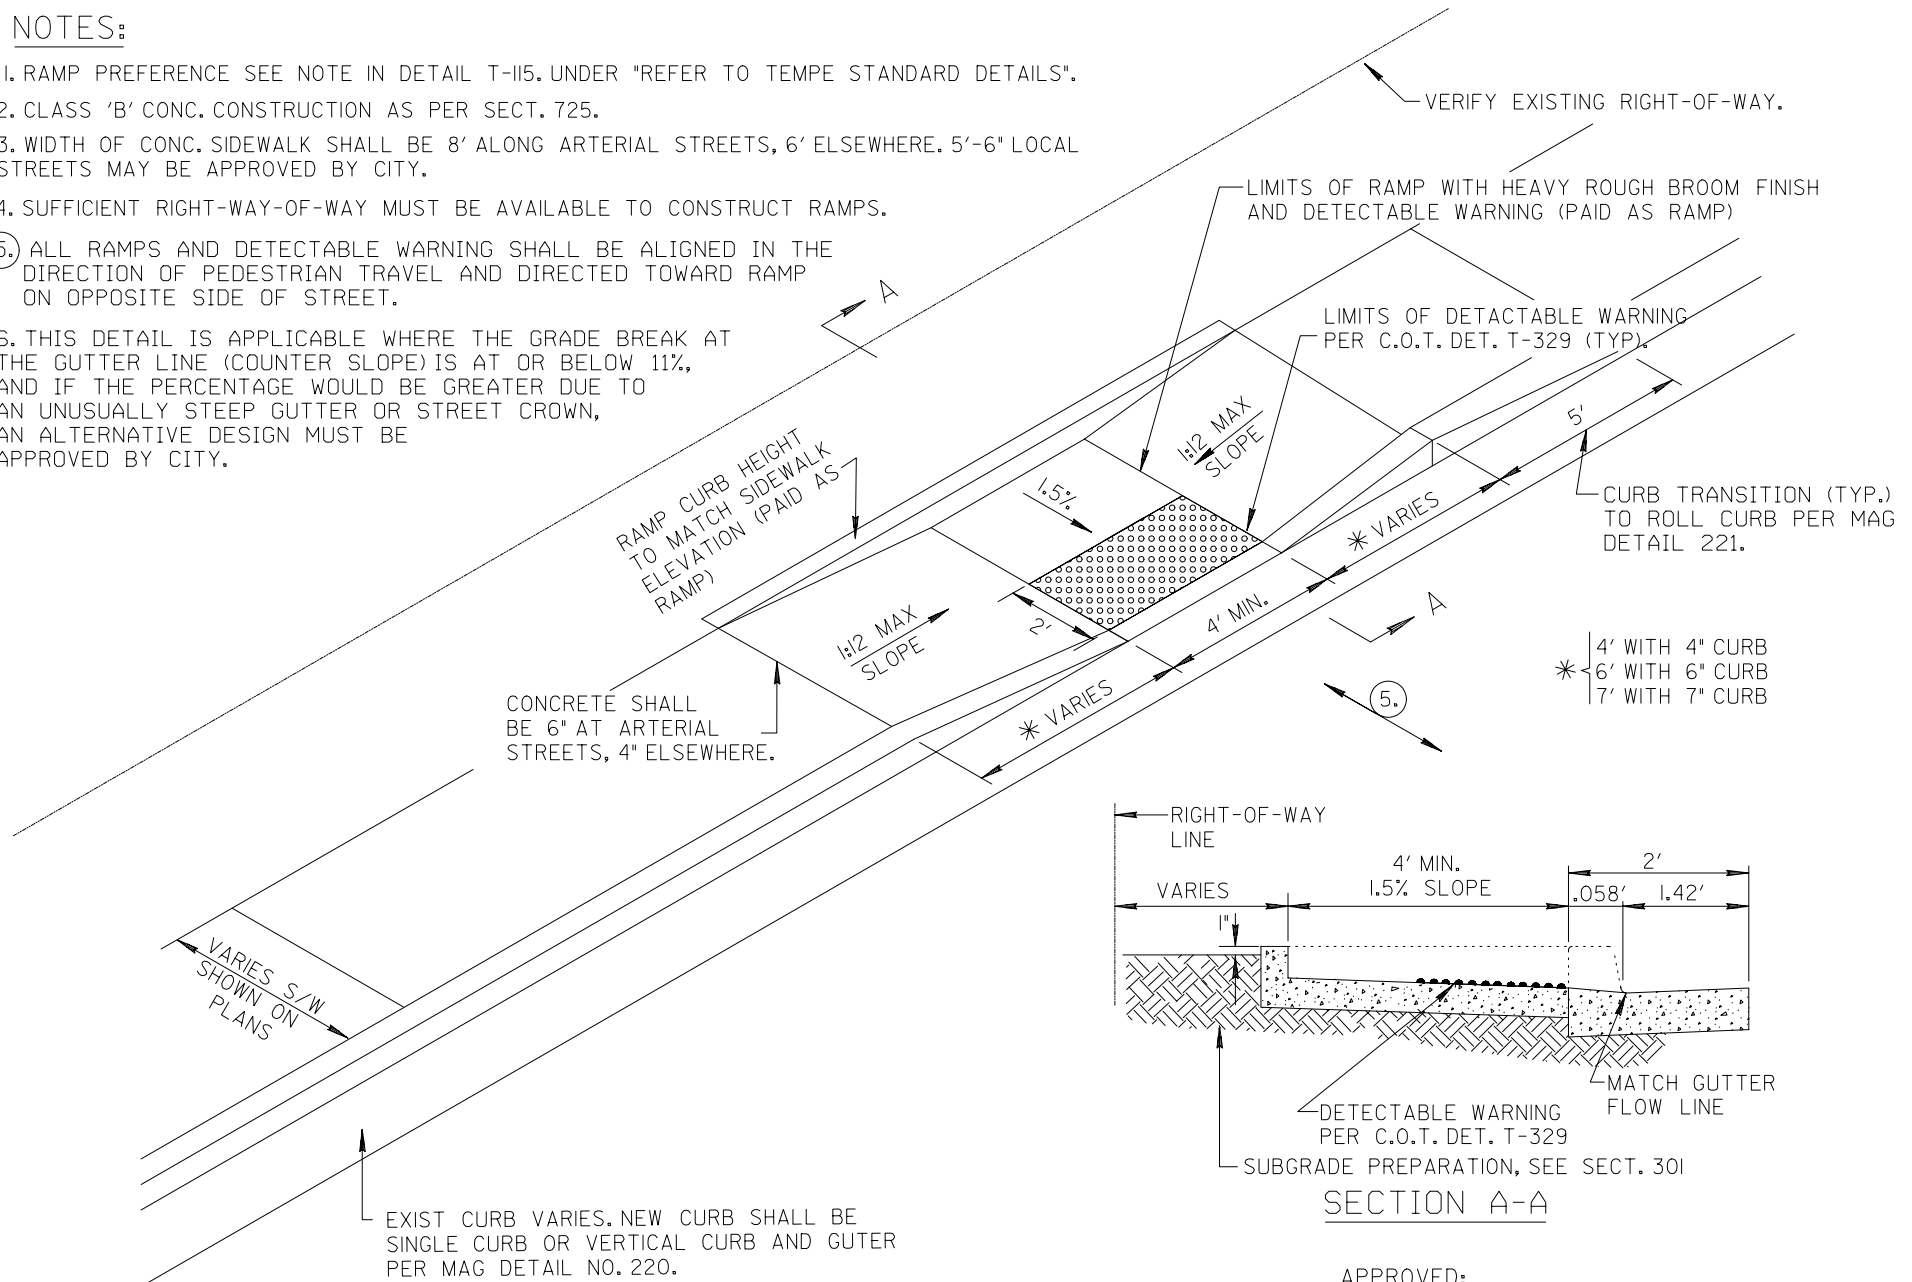 NOTES:
1. RAMP PREFERENCE SEE NOTE IN DETAIL T-115. UNDER "REFER TO TEMPE STANDARD DETAILS".
2. CLASS 'B' CONC. CONSTRUCTION AS PER SECT. 725.
3. WIDTH OF CONC. SIDEWALK SHALL BE 8' ALONG ARTERIAL STREETS, 6' ELSEWHERE. 5'-6" LOCAL
STREETS MAY BE APPROVED BY CITY.
4. SUFFICIENT RIGHT-WAY-OF-WAY MUST BE AVAILABLE TO CONSTRUCT RAMPS.
5. ALL RAMPS AND DETECTABLE WARNING SHALL BE ALIGNED IN THE
DIRECTION OF PEDESTRIAN TRAVEL AND DIRECTED TOWARD RAMP
ON OPPOSITE SIDE OF STREET.
6. THIS DETAIL IS APPLICABLE WHERE THE GRADE BREAK AT
THE GUTTER LINE (COUNTER SLOPE) IS AT OR BELOW 11%,
AND IF THE PERCENTAGE WOULD BE GREATER DUE TO
AN UNUSUALLY STEEP GUTTER OR STREET CROWN,
AN ALTERNATIVE DESIGN MUST BE
APPROVED BY CITY.
VERIFY EXISTING RIGHT-OF-WAY.
LIMITS OF RAMP WITH HEAVY ROUGH BROOM FINISH
AND DETECTABLE WARNING (PAID AS RAMP)
A
LIMITS OF DETACTABLE WARNING
PER C.O.T. DET. T-329 (TYP).
5'
1:12 MAX
SLOPE
RAMP CURB HEIGHT
TO MATCH SIDEWALK
ELEVATION (PAID AS
RAMP)
1.5%
* VARIES
CURB TRANSITION (TYP.)
TO ROLL CURB PER MAG
DETAIL 221.
2'
4' MIN.
A
1:12 MAX
SLOPE
* 4' WITH 4" CURB
6' WITH 6" CURB
7' WITH 7" CURB
CONCRETE SHALL
BE 6" AT ARTERIAL
STREETS, 4" ELSEWHERE.
* VARIES
5.
VARIES S/W
SHOWN ON
PLANS
RIGHT-OF-WAY
LINE
4' MIN.
1.5% SLOPE
2'
VARIES
.058'
1.42'
1"
MATCH GUTTER
FLOW LINE
DETECTABLE WARNING
PER C.O.T. DET. T-329
SUBGRADE PREPARATION, SEE SECT. 301
SECTION A-A
EXIST CURB VARIES. NEW CURB SHALL BE
SINGLE CURB OR VERTICAL CURB AND GUTER
PER MAG DETAIL NO. 220.
APPROVED: